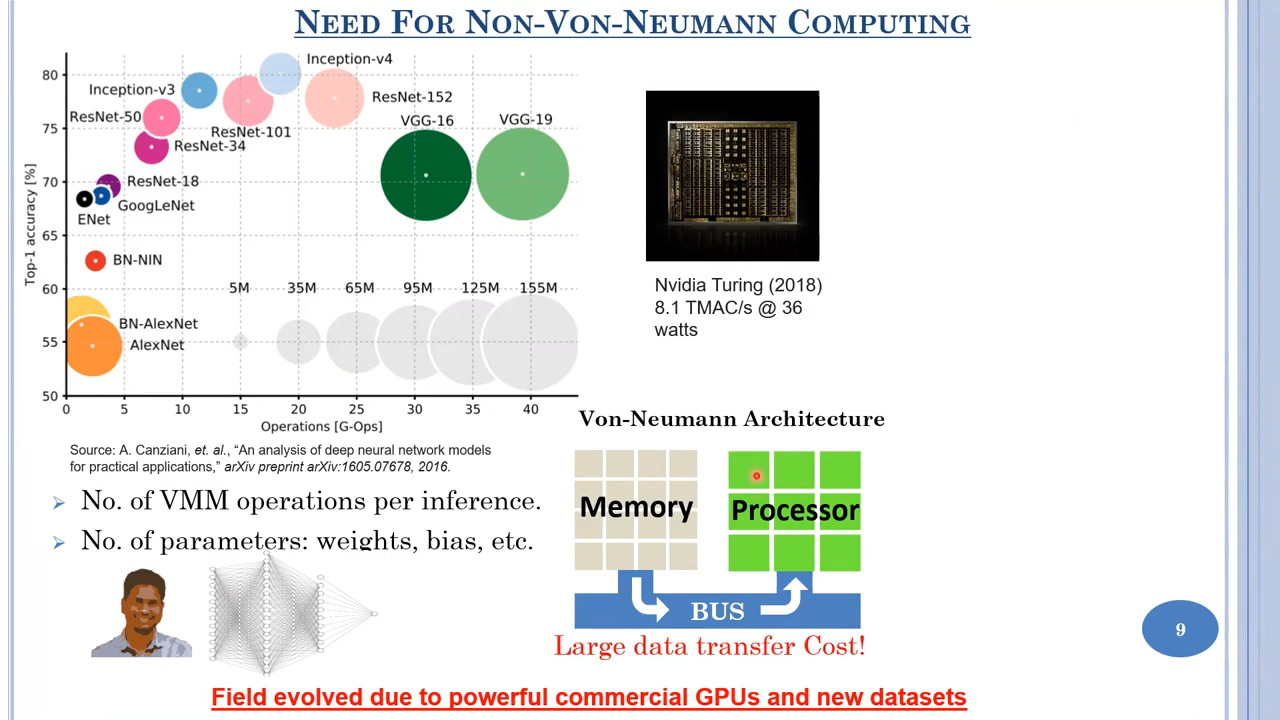 NEED FOR NON-VON-NEUMANN COMPUTING
Top-1 accuracy [%]
80
75
70
65
60
55
50
Inception-v4
Inception-v3
ResNet-152
ResNet-50
VGG-16
VGG-19
ResNet-101
ResNet-34
ResNet-18
GoogLeNet
ENet
BN-NIN
5M 35M 65M 95M 125M 155M
BN-AlexNet
AlexNet
0 5 10 15 20 25 30 35 40
Operations [G-Ops]
Nvidia Turing (2018)
8.1 TMAC/s @ 36
watts
Source: A. Canziani, et. al., “An analysis of deep neural network models
for practical applications,” arXiv preprint arXiv:1605.07678, 2016.
No. of VMM operations per inference.
No. of parameters: weights, bias, etc.
Von-Neumann Architecture
Memory
Processor
BUS
Large data transfer Cost!
9
Field evolved due to powerful commercial GPUs and new datasets